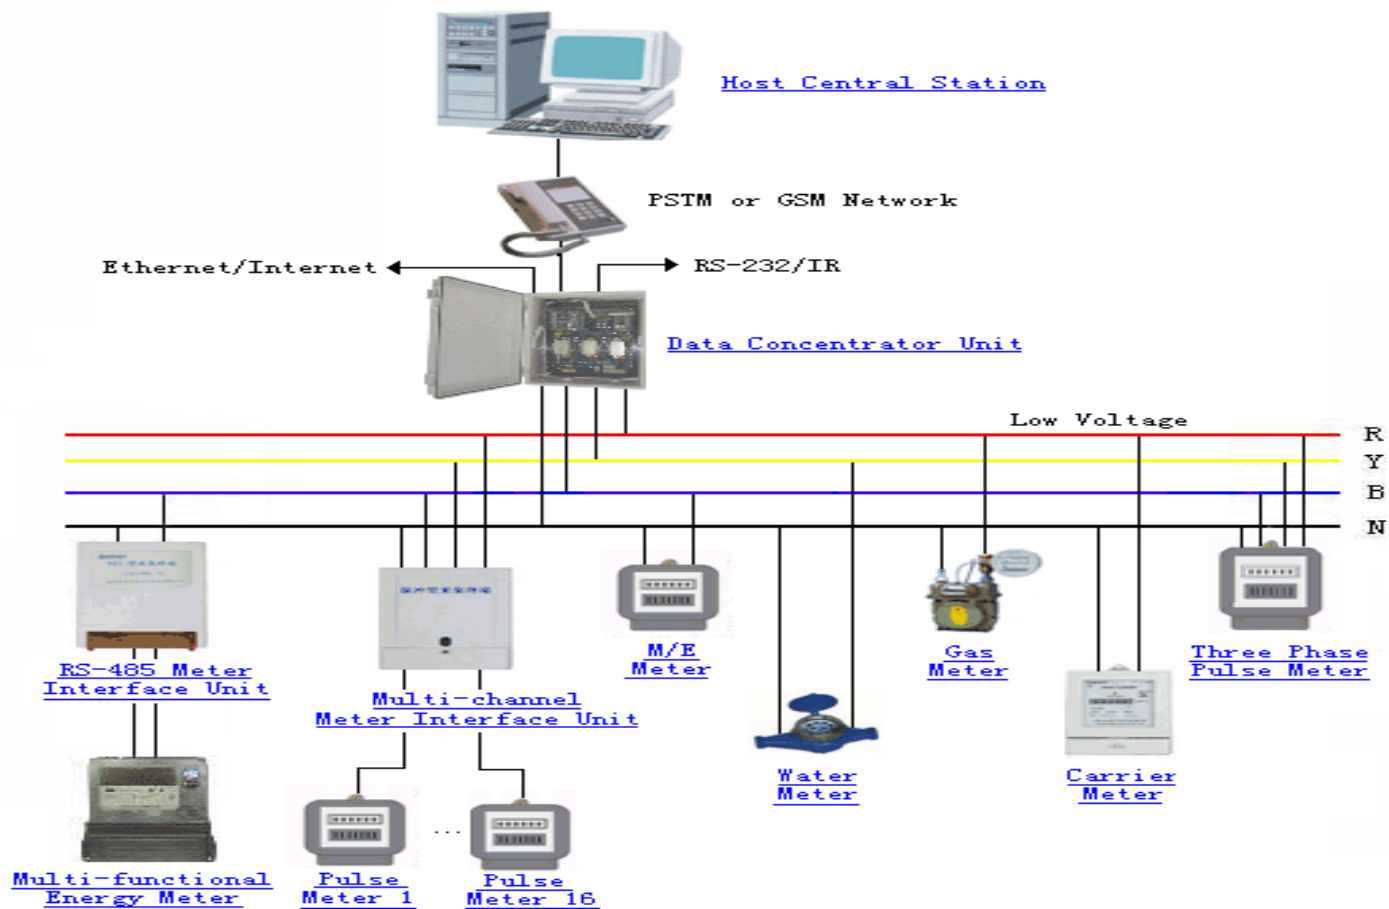 Host Central Station
PSTM or GSM Network
Ethernet/Internet
RS-232/IR
Data Concentrator Unit
Low Voltage
R
Y
B
N
RS-485 Meter
Interface Unit
Multi-channel
Meter Interface Unit
M/E
Meter
Water
Meter
Gas
Meter
Carrier
Meter
Three Phase
Pulse Meter
Multi-functional
Energy Meter
Pulse
Meter 1
...
Pulse
Meter 16